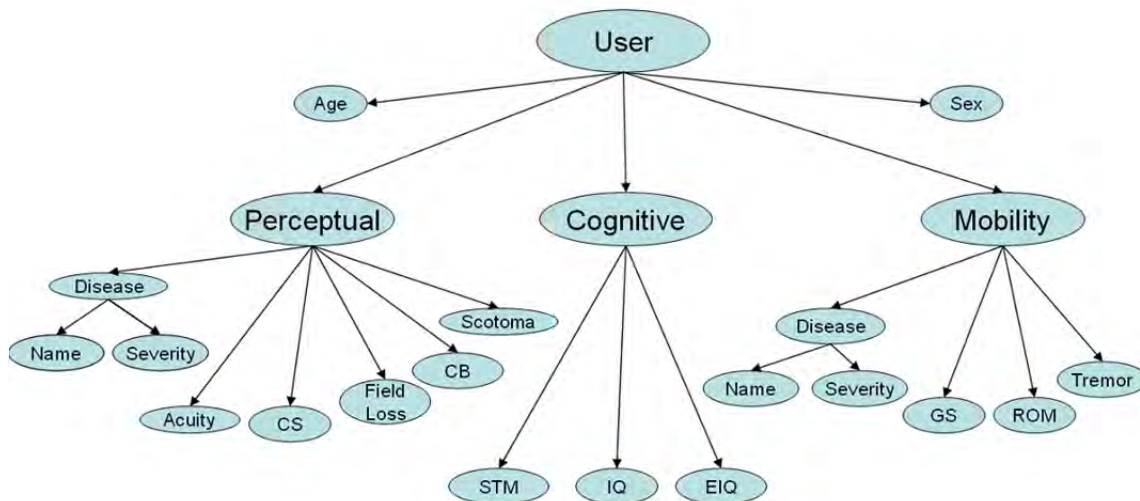 User
Age
Sex
Perceptual
Cognitive
Mobility
Disease
Name
Severity
Acuity
CS
Field
Loss
CB
Scotoma
STM
IQ
EIQ
Disease
Name
Severity
GS
ROM
Tremor